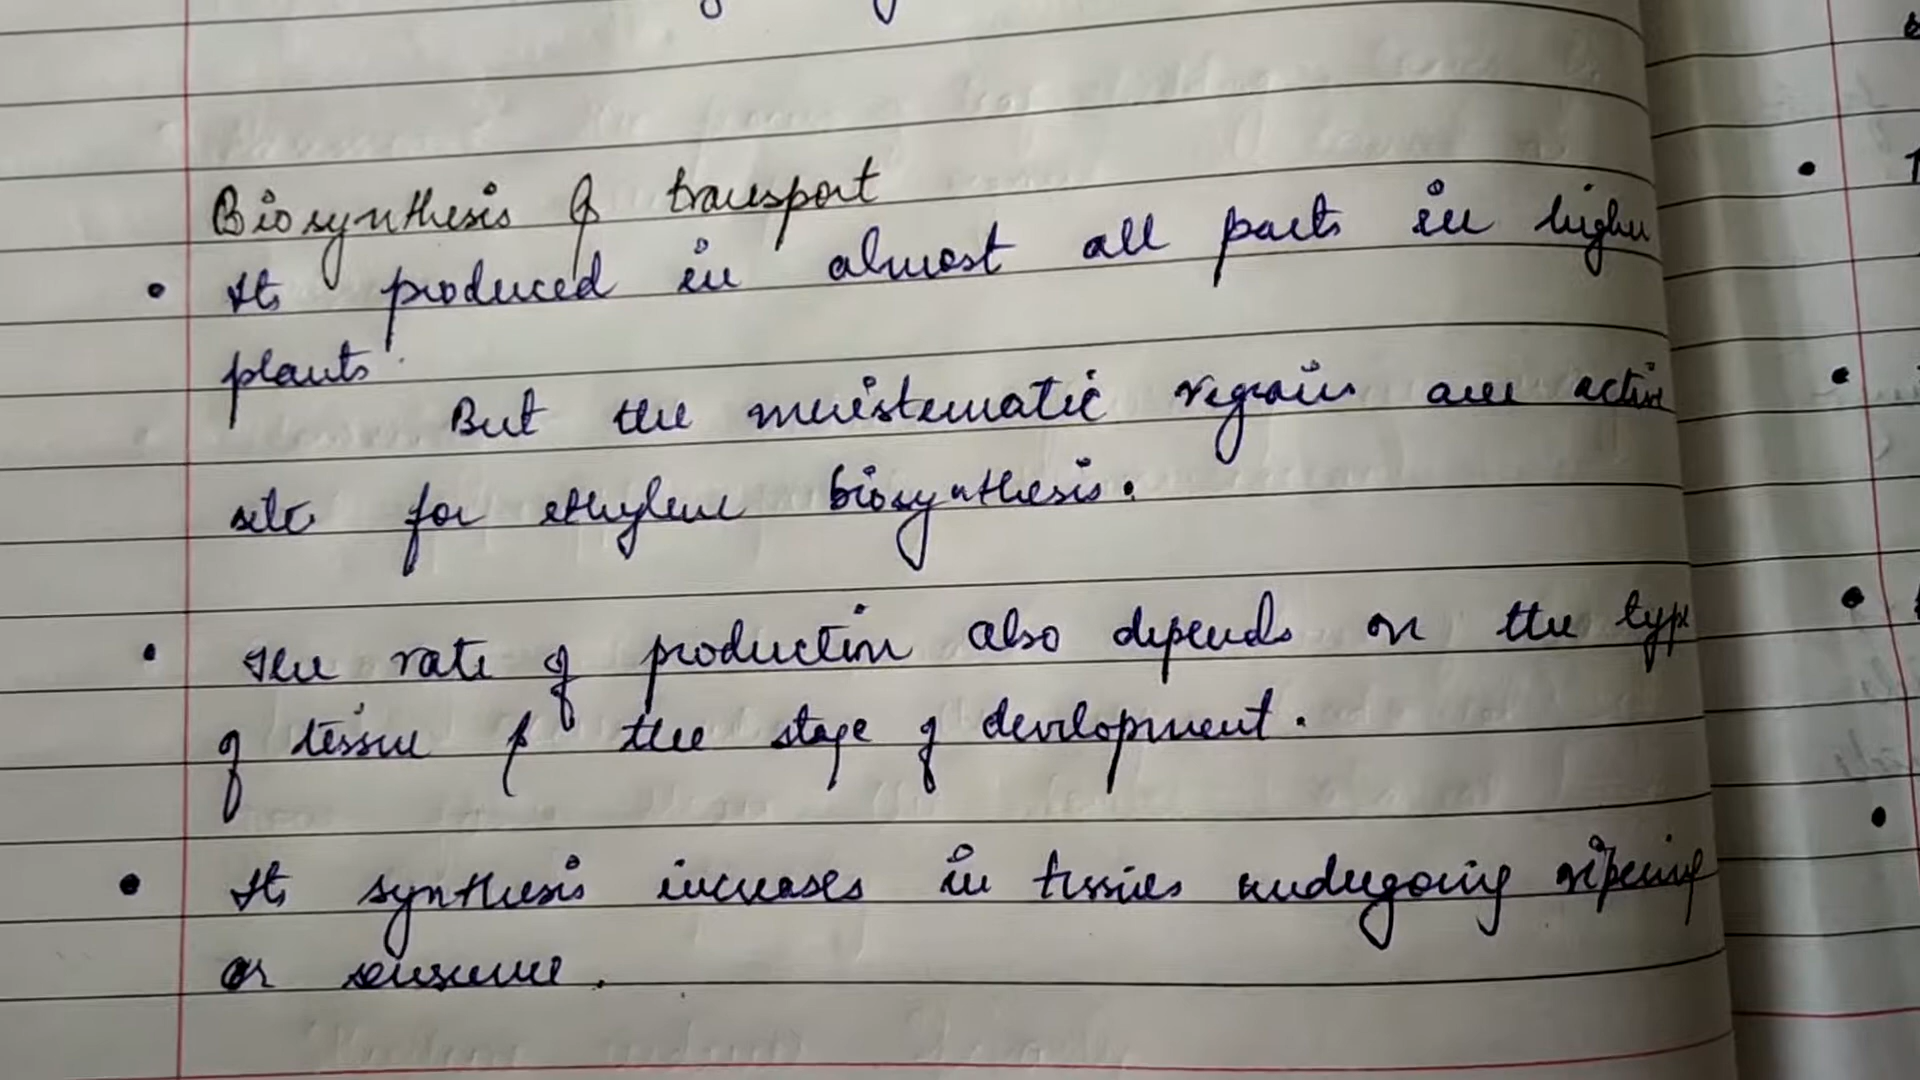 Biosynthesis & transport
• Its produced in almost all parts in higher
plants.
But the meristematic regions are active
site for ethylene biosynthesis.
• The rate of production also depends on the type
of tissue & the stage of development.
• Its synthesis increases in tissues undergoing ripening
or